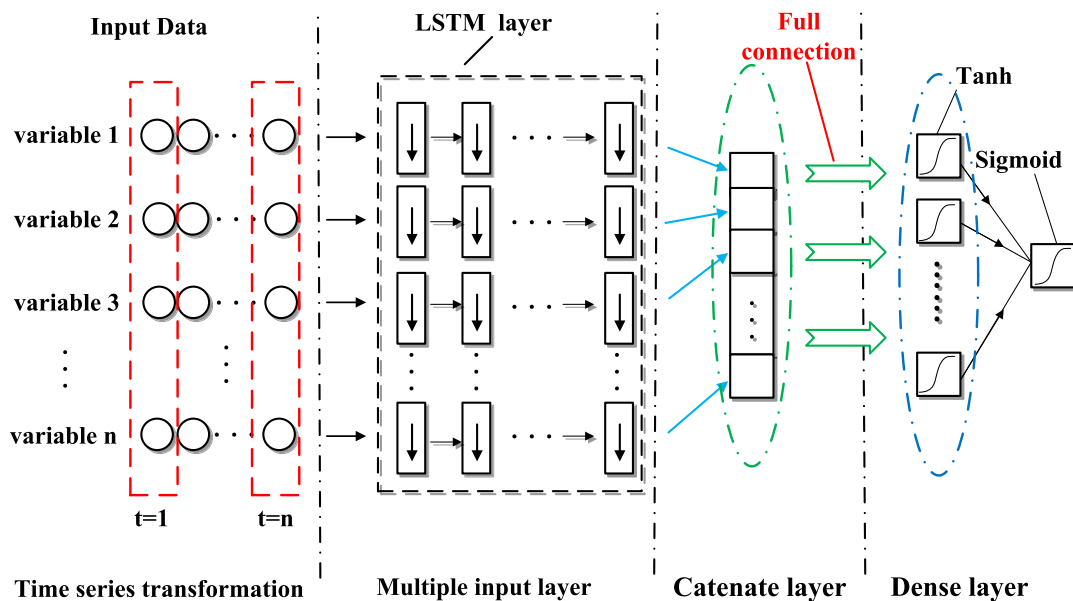 Input Data
LSTM layer
Full
connection
Tanh
Sigmoid
variable 1
variable 2
variable 3
variable n
t=1
t=n
Time series transformation
Multiple input layer
Catenate layer
Dense layer